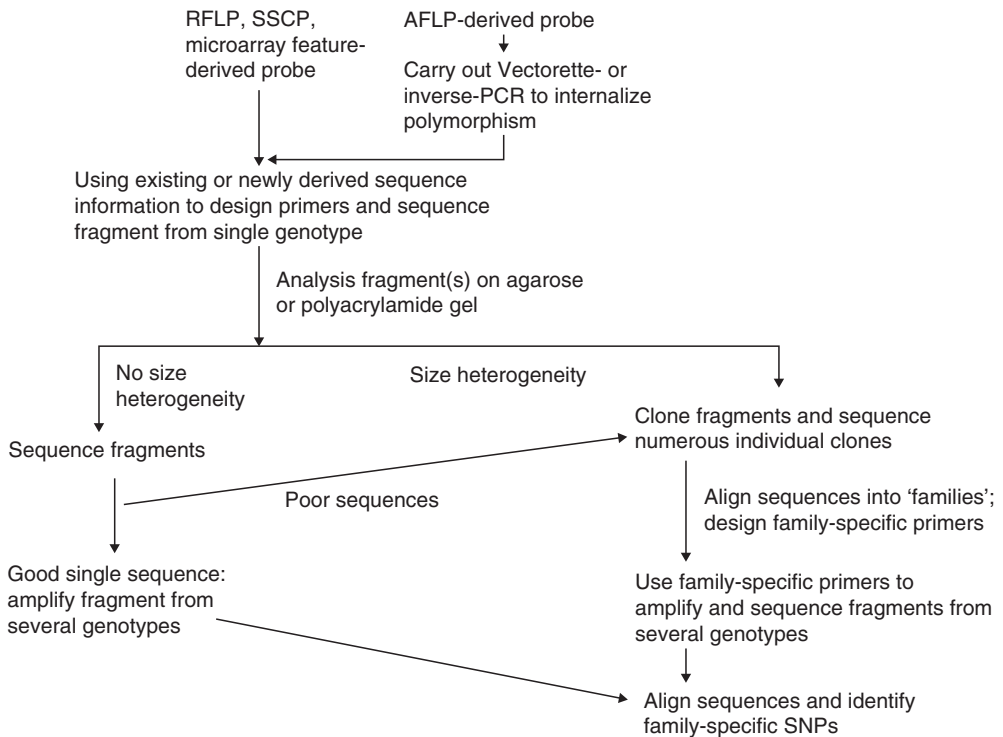 RFLP, SSCP,
microarray feature-
derived probe
AFLP-derived probe
Carry out Vectorette- or
inverse-PCR to internalize
polymorphism
Using existing or newly derived sequence
information to design primers and sequence
fragment from single genotype
Analysis fragment(s) on agarose
or polyacrylamide gel
No size
heterogeneity
Size heterogeneity
Sequence fragments
Clone fragments and sequence
numerous individual clones
Poor sequences
Align sequences into ‘families’;
design family-specific primers
Good single sequence:
amplify fragment from
several genotypes
Use family-specific primers to
amplify and sequence fragments from
several genotypes
Align sequences and identify
family-specific SNPs